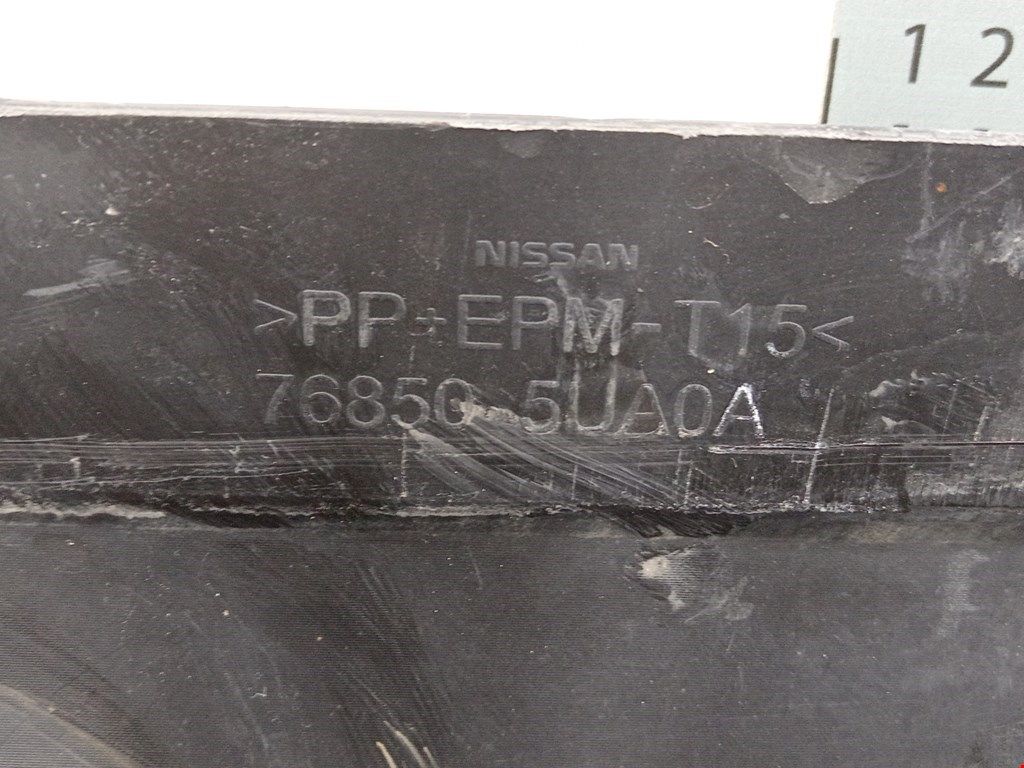 1 2
NISSAN
>PP+EPM-T15<
76850 5UA0A